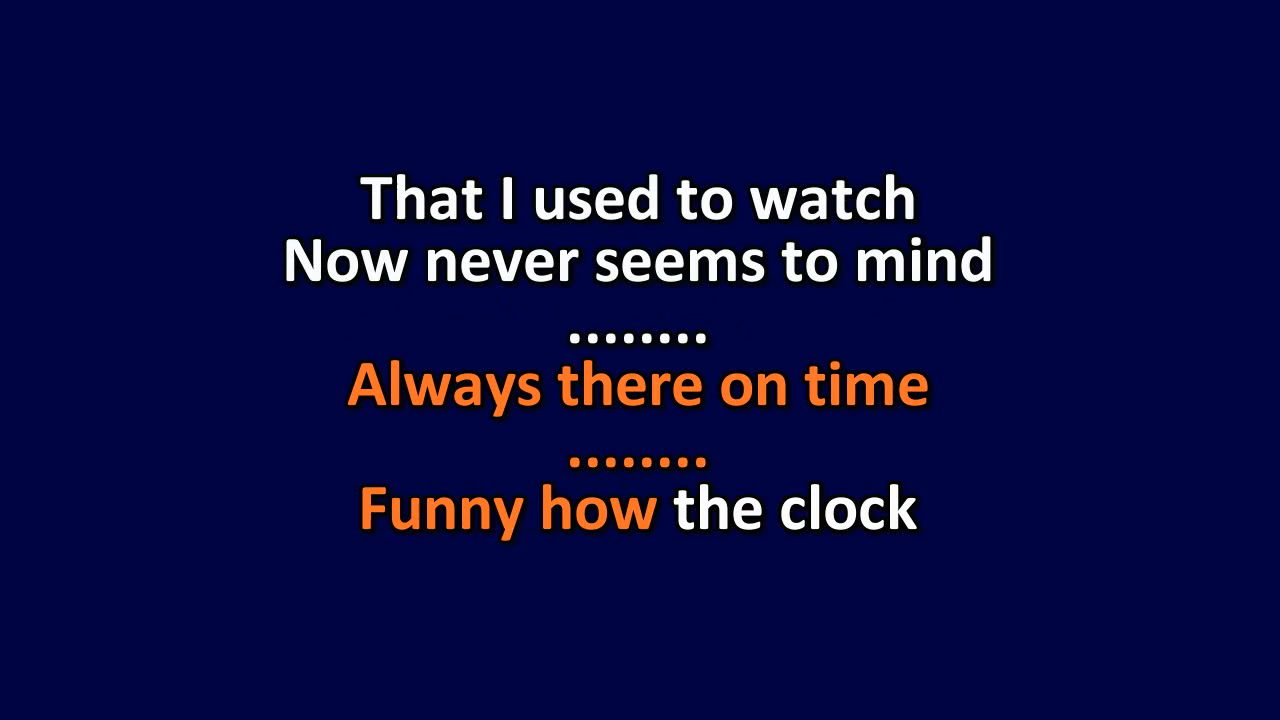 That I used to watch
Now never seems to mind
........
Always there on time
........
Funny how the clock